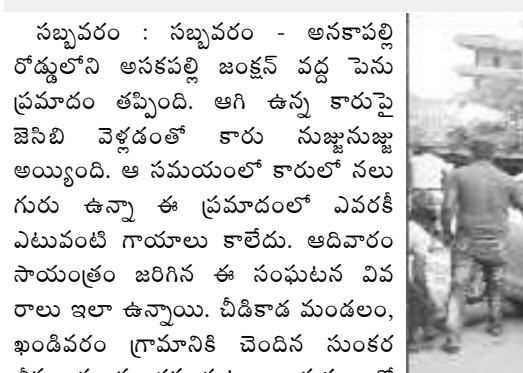 సబ్బవరం : సబ్బవరం - అనకాపల్లి
రోడ్డులోని అసకపల్లి జంక్షన్ వద్ద పెను
ప్రమాదం తప్పింది. ఆగి ఉన్న కారుపై
జెసిబి వెళ్లడంతో కారు నుజ్జునుజ్జు
అయ్యింది. ఆ సమయంలో కారులో నలు
గురు ఉన్నా ఈ ప్రమాదంలో ఎవరకీ
ఎటువంటి గాయాలు కాలేదు. ఆదివారం
సాయంత్రం జరిగిన ఈ సంఘటన వివ
రాలు ఇలా ఉన్నాయి. చీడికాడ మండలం,
ఖండివరం గ్రామానికి చెందిన సుంకర